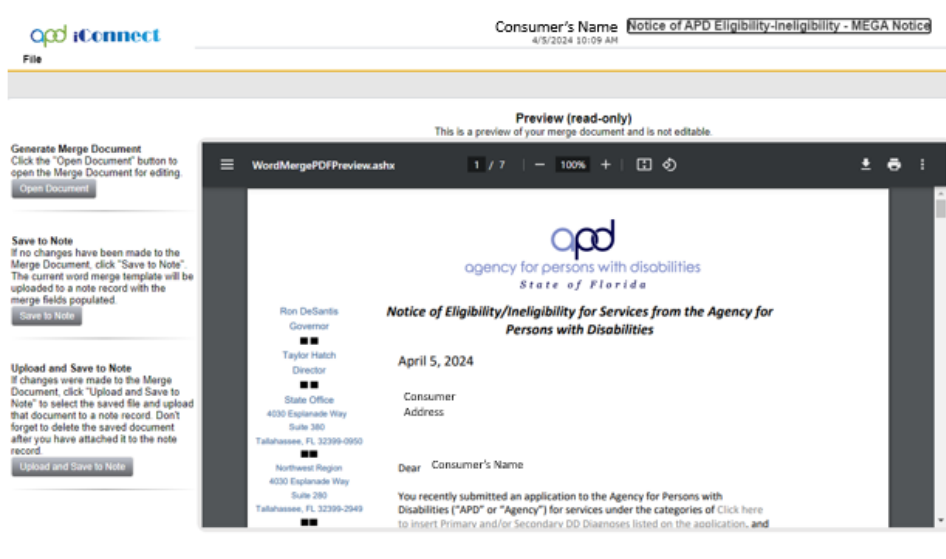 apd iConnect
Consumer's Name Notice of APD Eligibility-Ineligibility - MEGA Notice
4/5/2024 10:09 AM
File
Preview (read-only)
This is a preview of your merge document and is not editable.
Generate Merge Document
Click the "Open Document" button to
open the Merge Document for editing.
Open Document
Save to Note
If no changes have been made to the
Merge Document, click "Save to Note".
The current word merge template will be
uploaded to a note record with the
merge fields populated.
Save to Note
Upload and Save to Note
If changes were made to the Merge
Document, click "Upload and Save to
Note" to select the saved file and upload
that document to a note record. Don't
forget to delete the saved document
after you have attached it to the note
record.
Upload and Save to Note
WordMergePDFPreview.ashx 1 / 7 100%
apd
agency for persons with disabilities
State of Florida
Ron DeSantis
Governor
Taylor Hatch
Director
State Office
4030 Esplanade Way
Suite 380
Tallahassee, FL 32399-0950
Northwest Region
4030 Esplanade Way
Suite 280
Tallahassee, FL 32399-2949
Notice of Eligibility/Ineligibility for Services from the Agency for
Persons with Disabilities
April 5, 2024
Consumer
Address
Dear Consumer's Name
You recently submitted an application to the Agency for Persons with
Disabilities ("APD" or "Agency") for services under the categories of Click here
to insert Primary and/or Secondary DD Diagnoses listed on the application, and